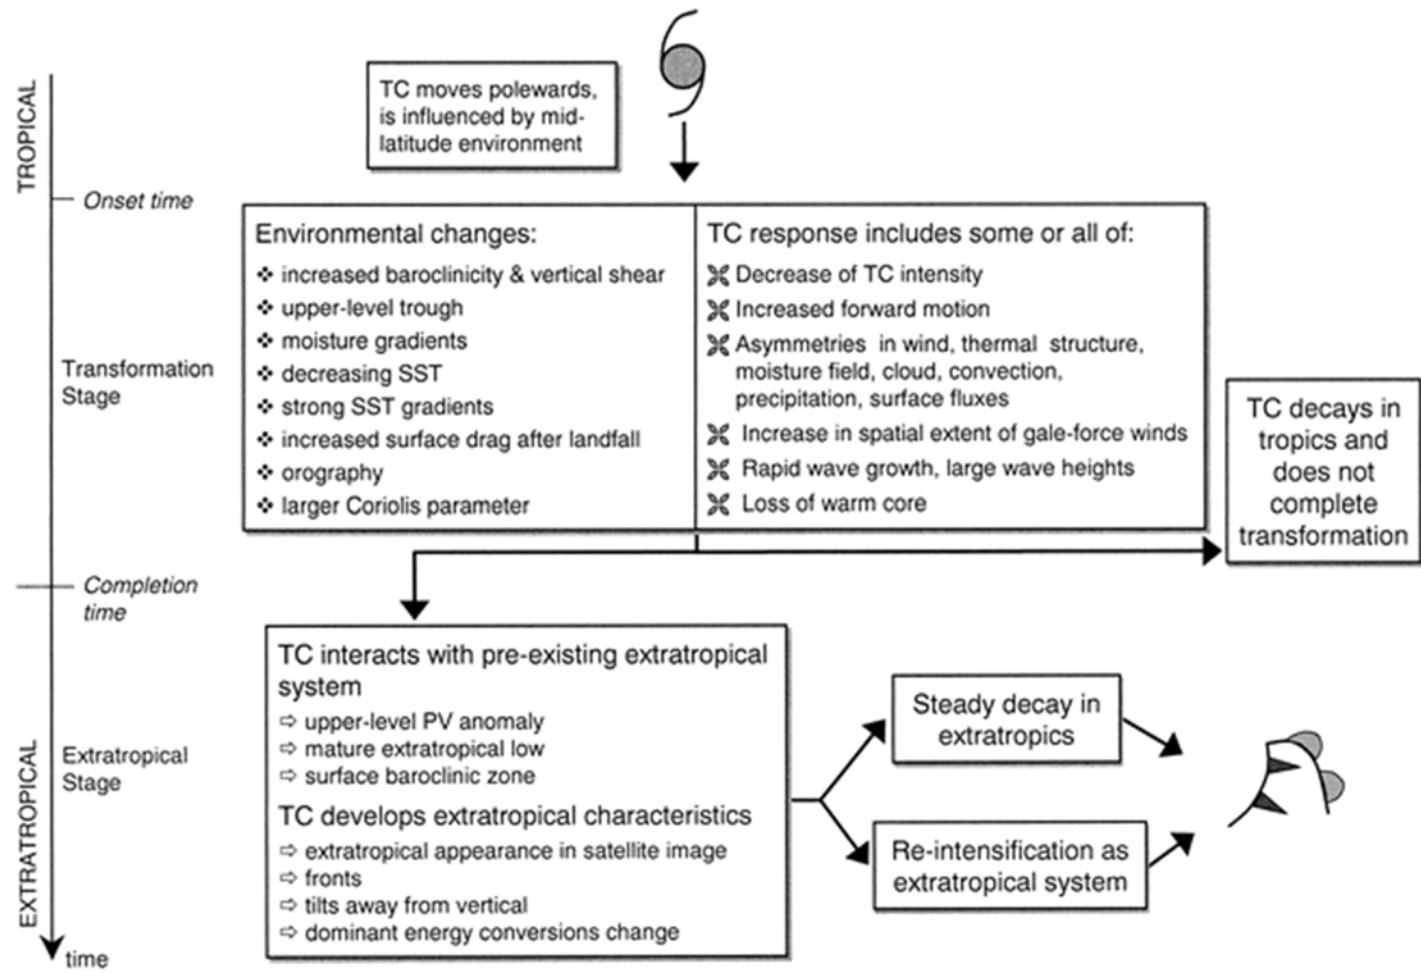 TROPICAL
TC moves polewards,
is influenced by mid-
latitude environment
Onset time
Environmental changes:
increased baroclinicity & vertical shear
upper-level trough
moisture gradients
decreasing SST
strong SST gradients
increased surface drag after landfall
orography
larger Coriolis parameter
TC response includes some or all of:
Decrease of TC intensity
Increased forward motion
Asymmetries in wind, thermal structure,
moisture field, cloud, convection,
precipitation, surface fluxes
Increase in spatial extent of gale-force winds
Rapid wave growth, large wave heights
Loss of warm core
Transformation
Stage
TC decays in
tropics and
does not
complete
transformation
Completion
time
TC interacts with pre-existing extratropical
system
⇨ upper-level PV anomaly
⇨ mature extratropical low
⇨ surface baroclinic zone
TC develops extratropical characteristics
⇨ extratropical appearance in satellite image
⇨ fronts
⇨ tilts away from vertical
⇨ dominant energy conversions change
Steady decay in
extratropics
Re-intensification as
extratropical system
Extratropical
Stage
EXTRATROPICAL
time